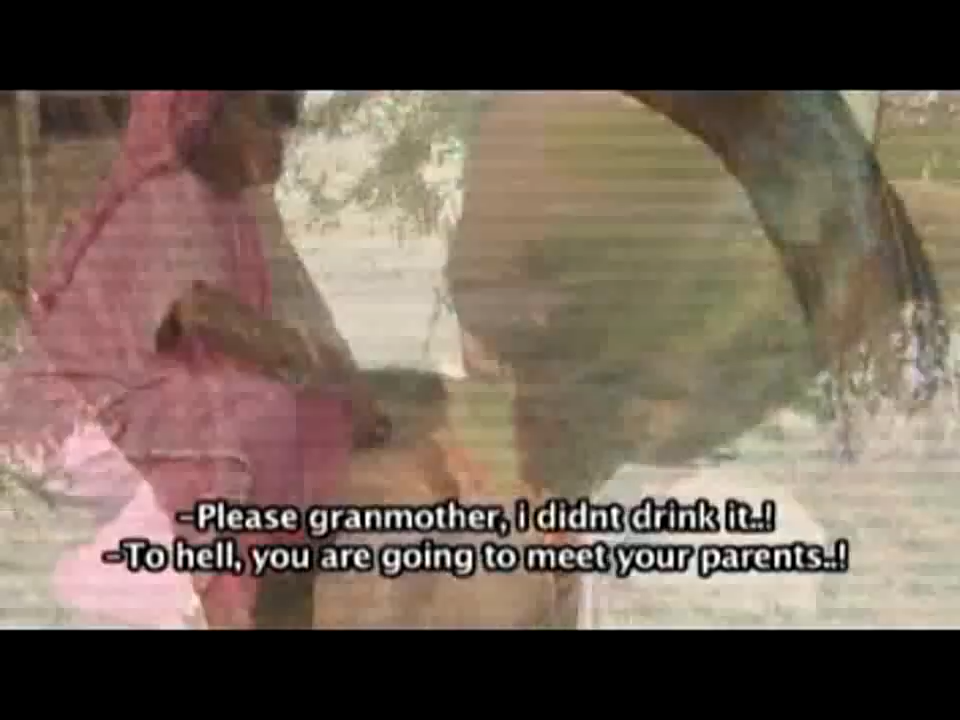 -Please granmother, i didnt drink it..!
-To hell, you are going to meet your parents..!